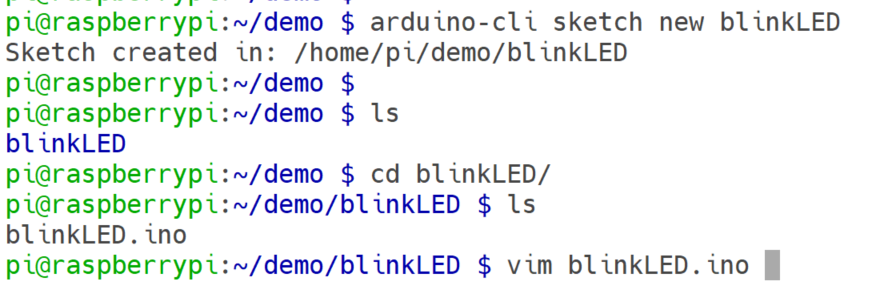 pi@raspberrypi:~/demo $ arduino-cli sketch new blinkLED
Sketch created in: /home/pi/demo/blinkLED
pi@raspberrypi:~/demo $
pi@raspberrypi:~/demo $ ls
blinkLED
pi@raspberrypi:~/demo $ cd blinkLED/
pi@raspberrypi:~/demo/blinkLED $ ls
blinkLED.ino
pi@raspberrypi:~/demo/blinkLED $ vim blinkLED.ino